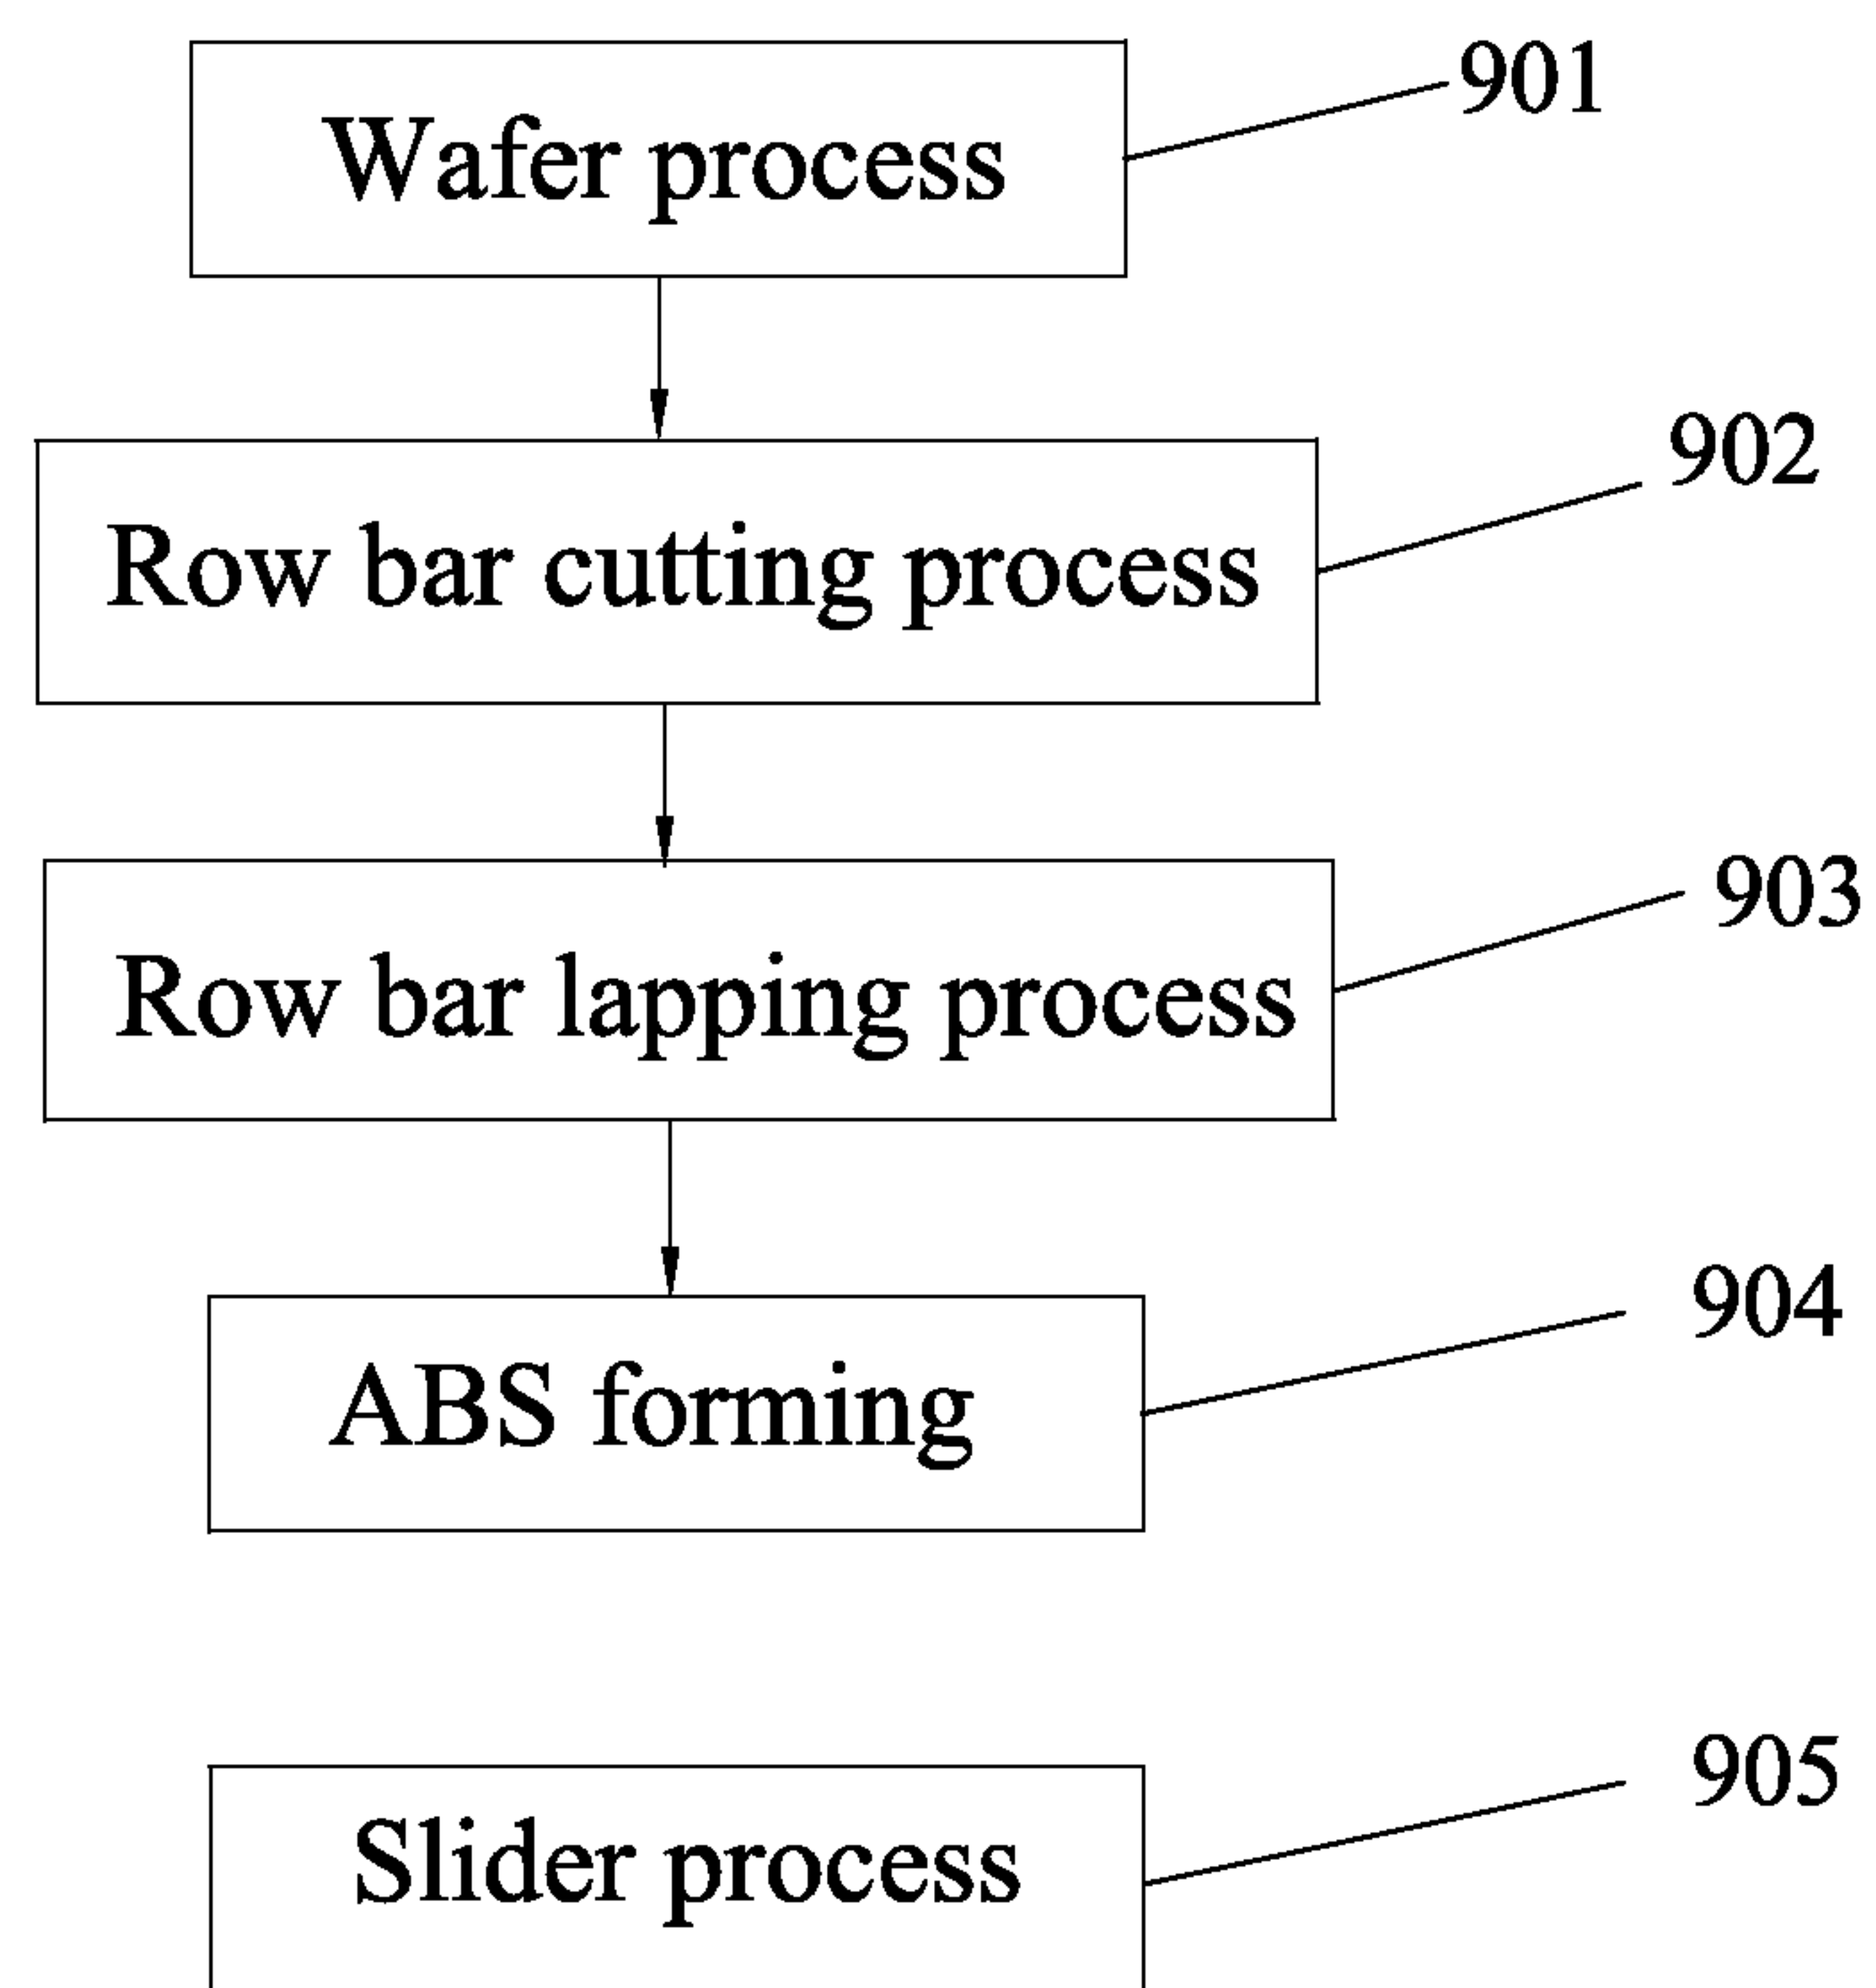 901
Wafer process
902
Row bar cutting process
903
Row bar lapping process
904
ABS forming
905
Slider process